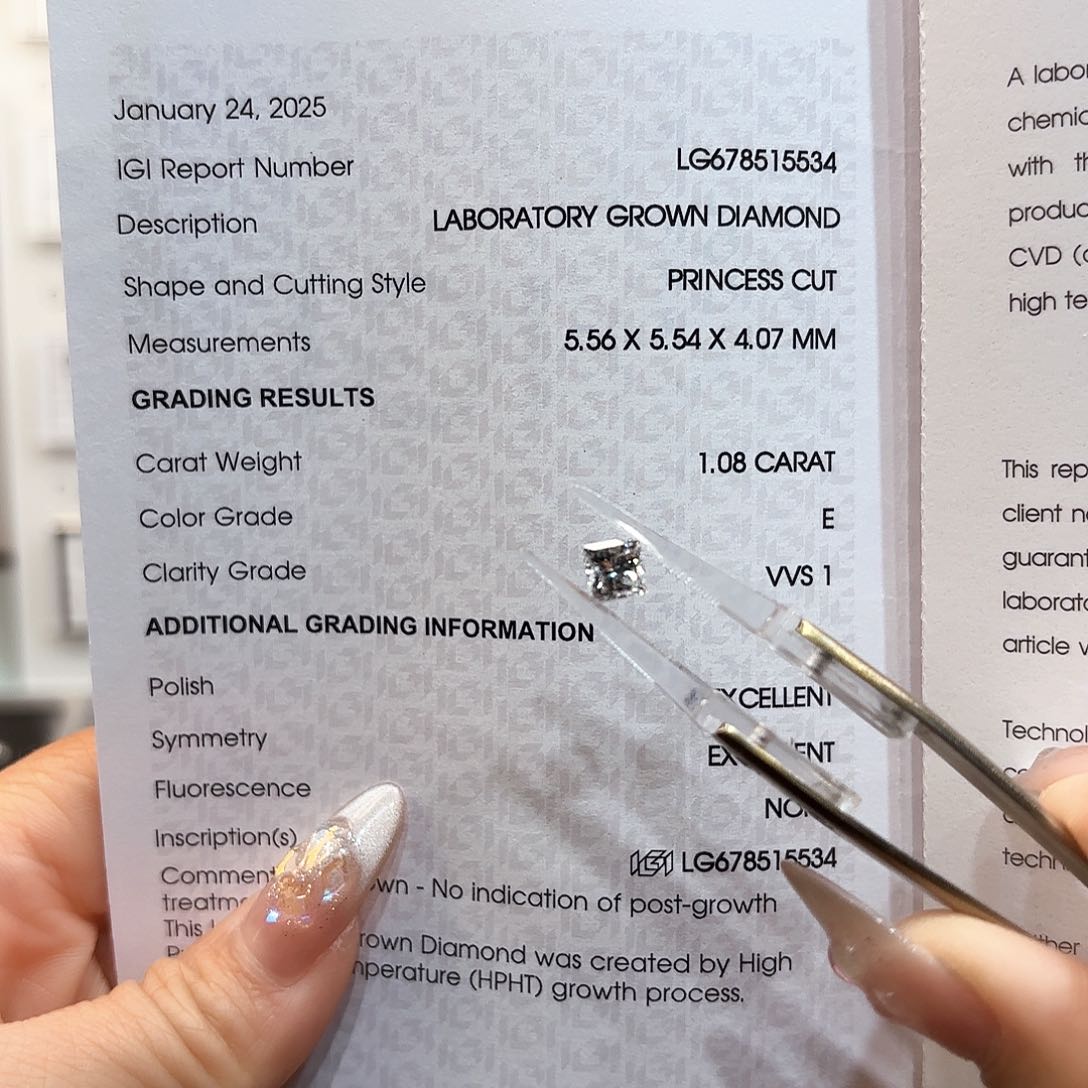 January 24, 2025
IGI Report Number LG678515534
Description LABORATORY GROWN DIAMOND
Shape and Cutting Style PRINCESS CUT
Measurements 5.56 X 5.54 X 4.07 MM
GRADING RESULTS
Carat Weight 1.08 CARAT
Color Grade E
Clarity Grade VVS 1
ADDITIONAL GRADING INFORMATION
Polish
Symmetry
Fluorescence
Inscription(s) IGI LG678515534
- No indication of post-growth
This
Diamond was created by High
(HPHT) growth process.
A
with
CVD
high
This
client
article